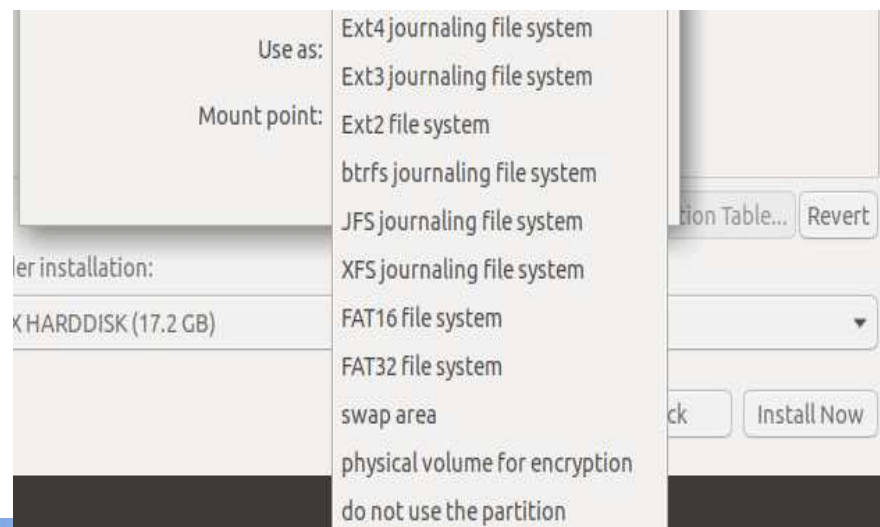 Use as:
Mount point:
Ext4 journaling file system
Ext3 journaling file system
Ext2 file system
btrfs journaling file system
JFS journaling file system
XFS journaling file system
FAT16 file system
FAT32 file system
swap area
physical volume for encryption
do not use the partition
tion Table... Revert
ler installation:
X HARDDISK (17.2 GB)
ck Install Now